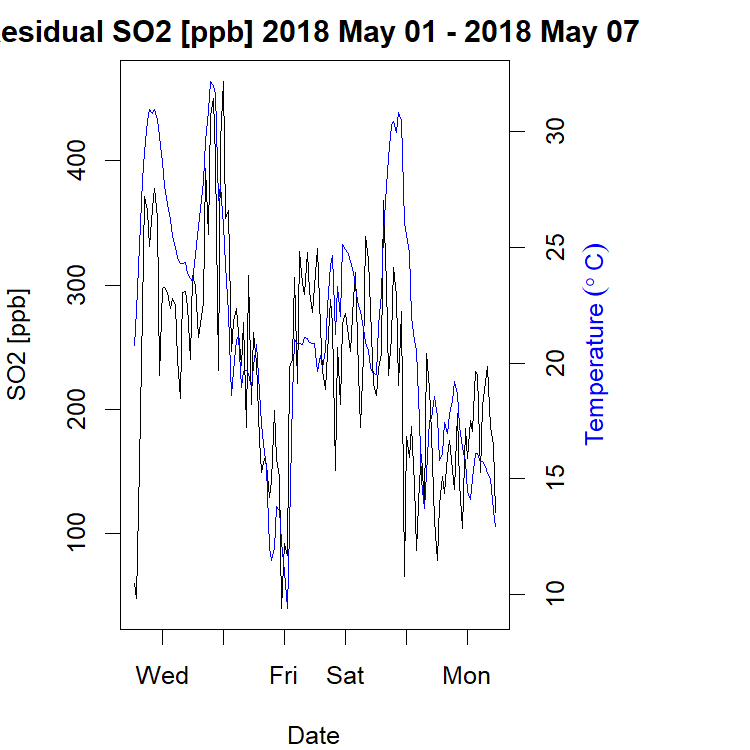 esidual SO2 [ppb] 2018 May 01 - 2018 May 07
SO2 [ppb]
400
300
200
100
30
25
20
15
10
Temperature (° C)
Wed Fri Sat Mon
Date